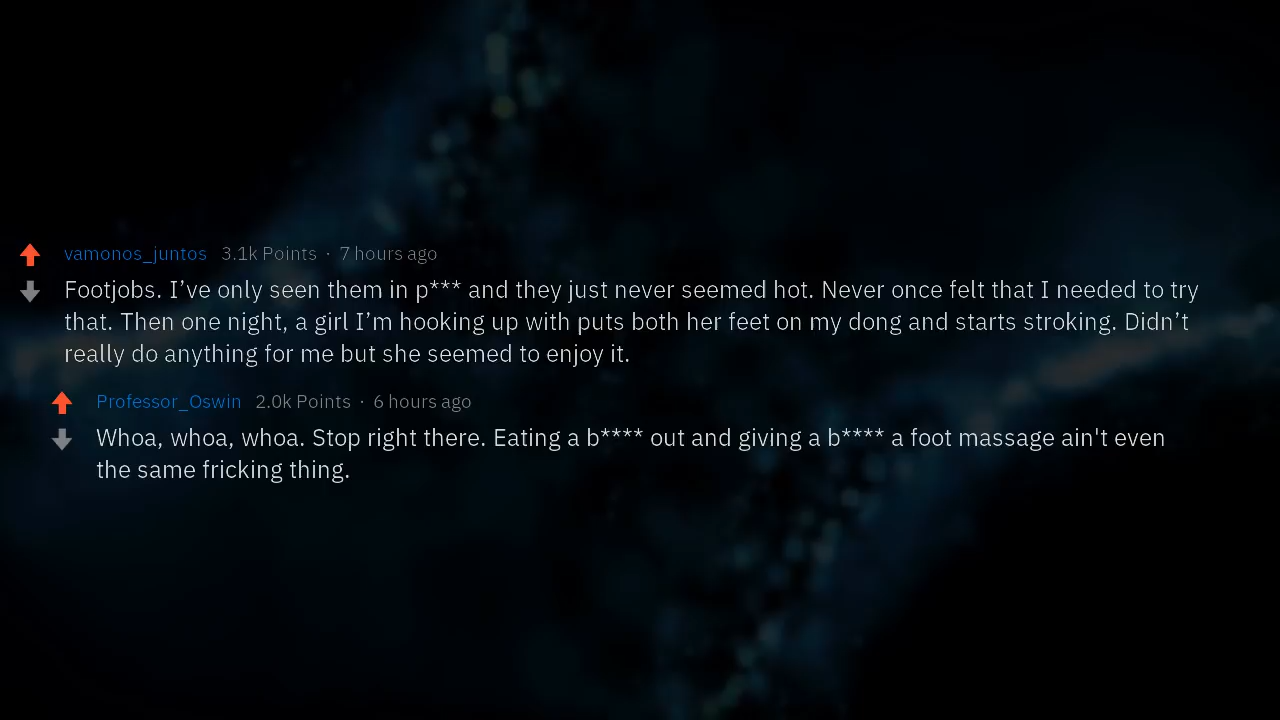 vamonos_juntos 3.1k Points · 7 hours ago
Footjobs. I’ve only seen them in p*** and they just never seemed hot. Never once felt that I needed to try
that. Then one night, a girl I’m hooking up with puts both her feet on my dong and starts stroking. Didn’t
really do anything for me but she seemed to enjoy it.
Professor_Oswin 2.0k Points · 6 hours ago
Whoa, whoa, whoa. Stop right there. Eating a b**** out and giving a b**** a foot massage ain't even
the same fricking thing.